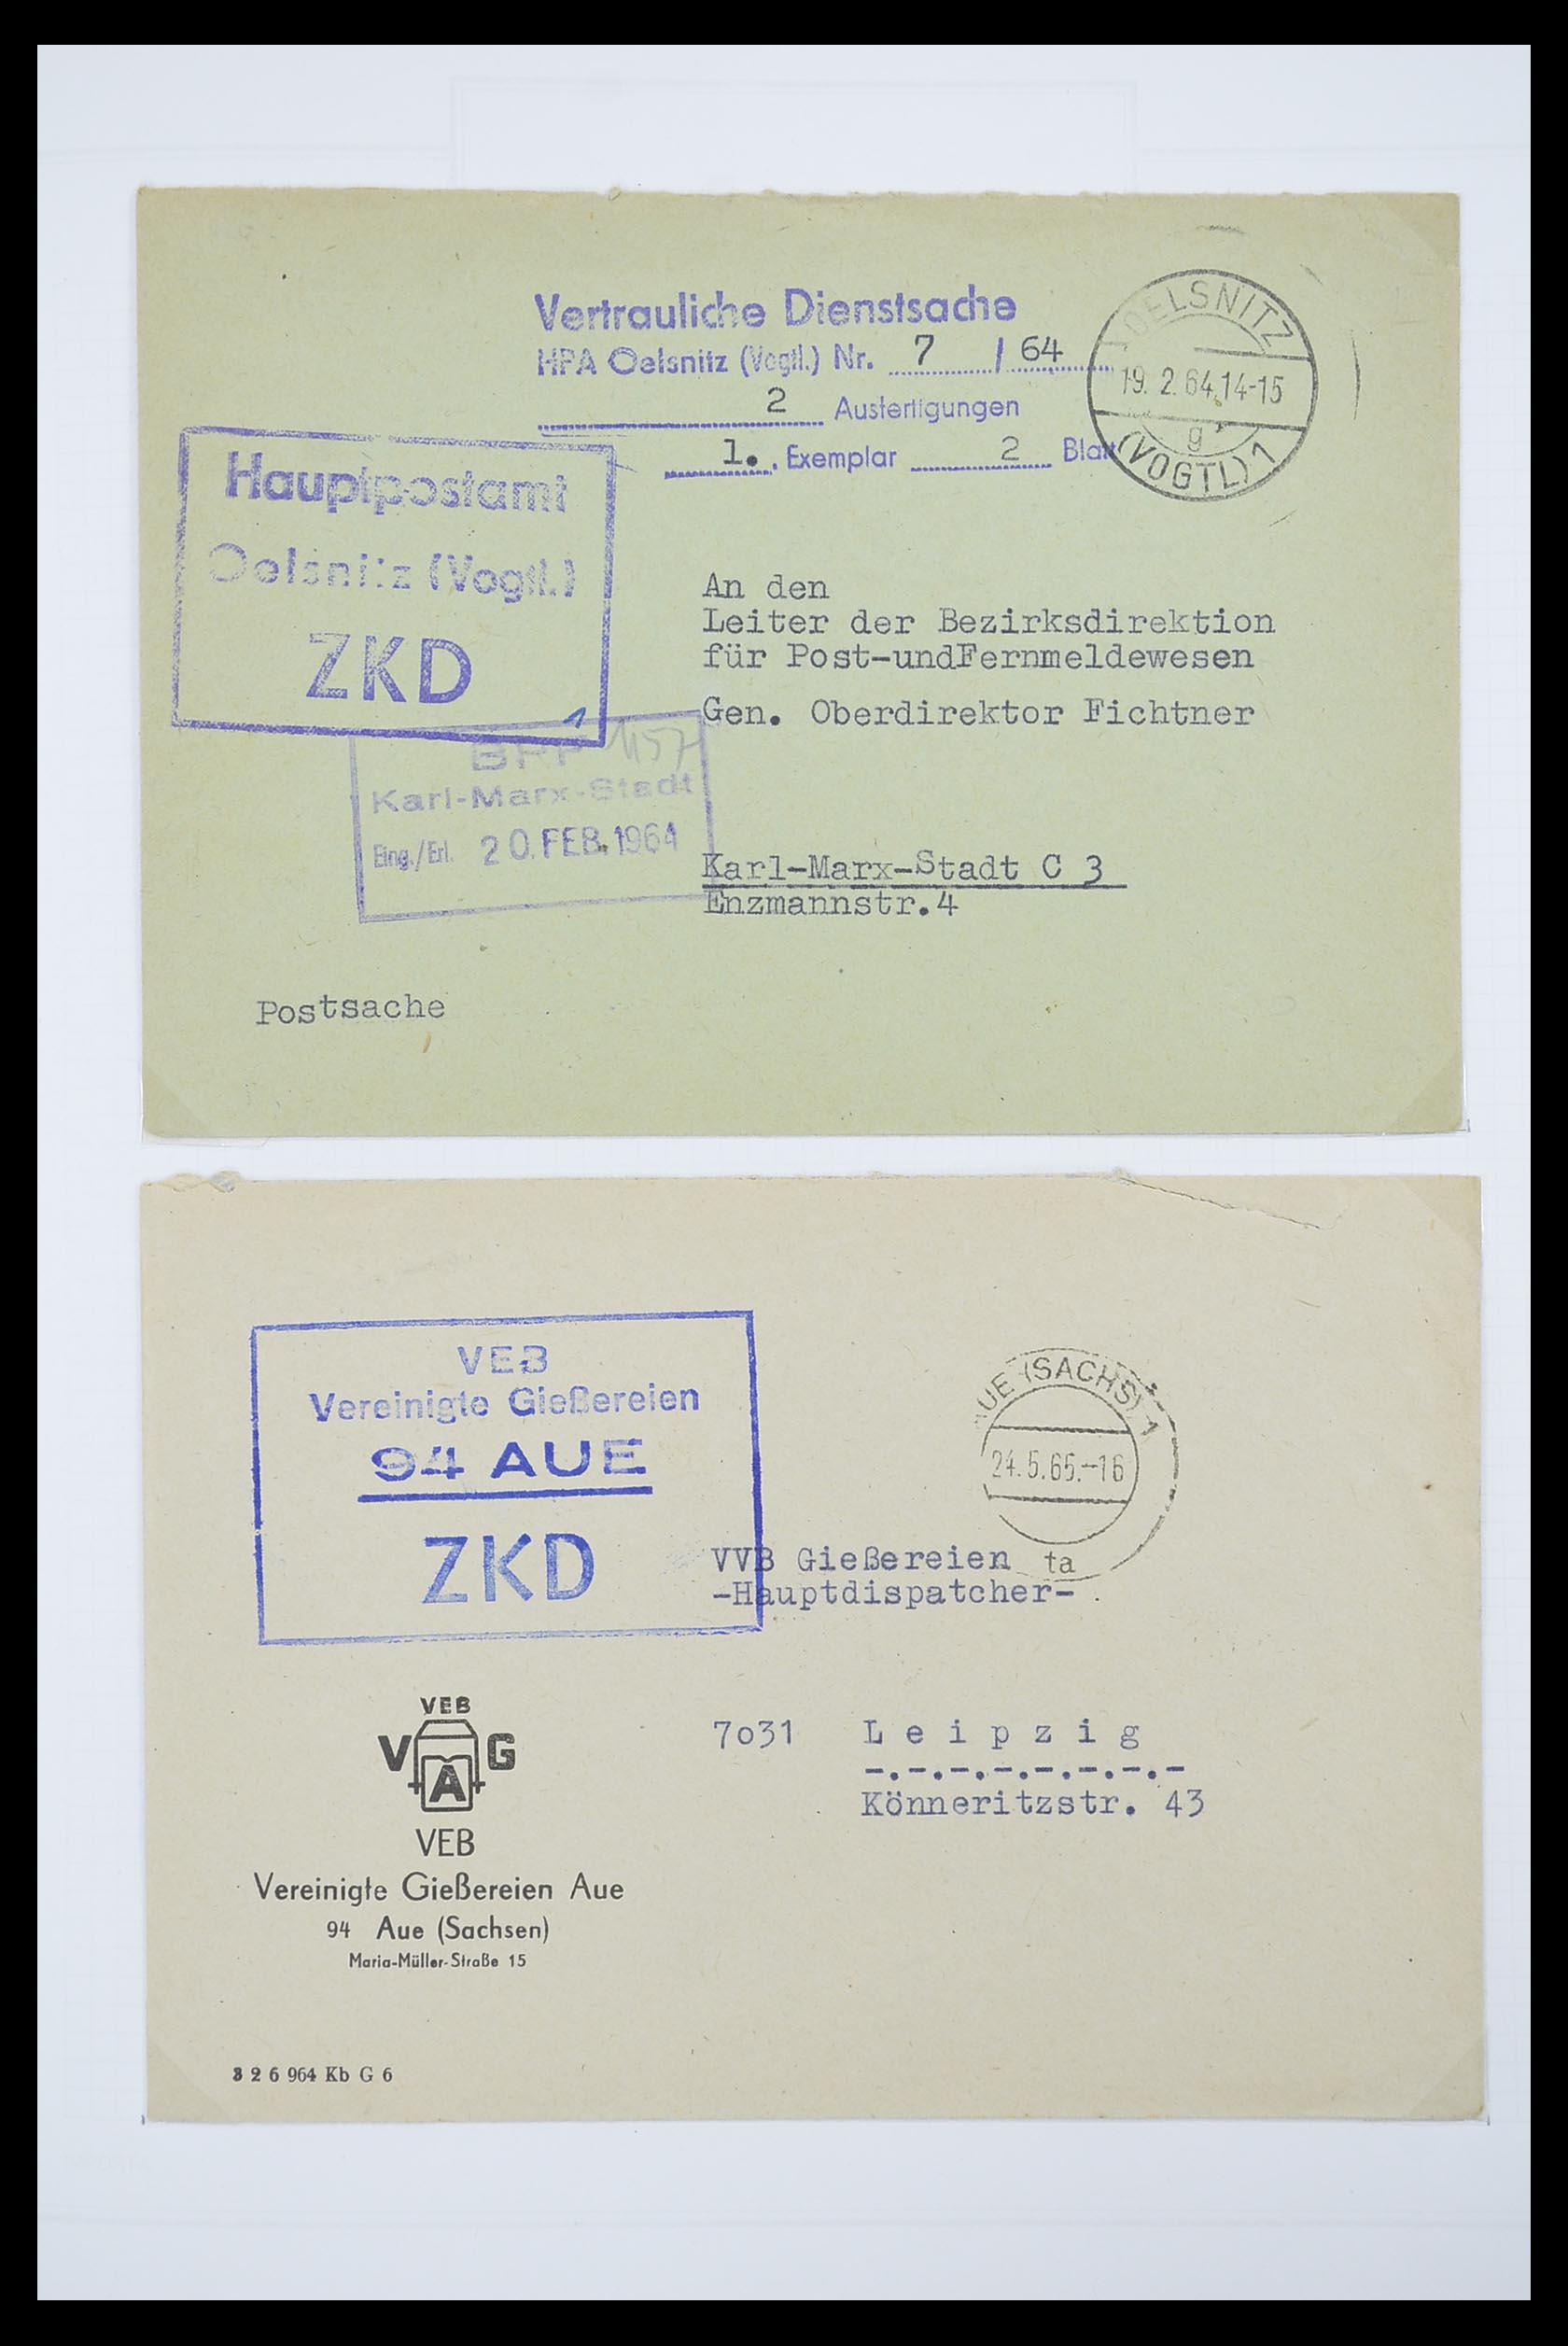 Vertrauliche Dienstsache
HPA Oelsnitz (Vogtl.) Nr. 7 / 64
2 Ausfertigungen
1. Exemplar 2 Blatt
OELSNITZ
19. 2. 64.14-15
g
(VOGTL) 1
Hauptpostamt
Oelsnitz (Vogtl.)
ZKD
An den
Leiter der Bezirksdirektion
für Post-undFernmeldewesen
Gen. Oberdirektor Fichtner
BPF
Karl-Marx-Stadt
Eing./Erl. 20. FEB. 1964
Karl-Marx-Stadt C 3
Enzmannstr.4
Postsache
VEB
Vereinigte Gießereien
94 AUE
ZKD
AUE (SACHS) 1
24.5.65.-16
ta
VVB Gießereien
-Hauptdispatcher-
7o31 L e i p z i g
-.-.-.-.-.-.-.-
Könneritzstr. 43
VEB
V A G
VEB
Vereinigte Gießereien Aue
94 Aue (Sachsen)
Maria-Müller-Straße 15
3 2 6 964 Kb G 6